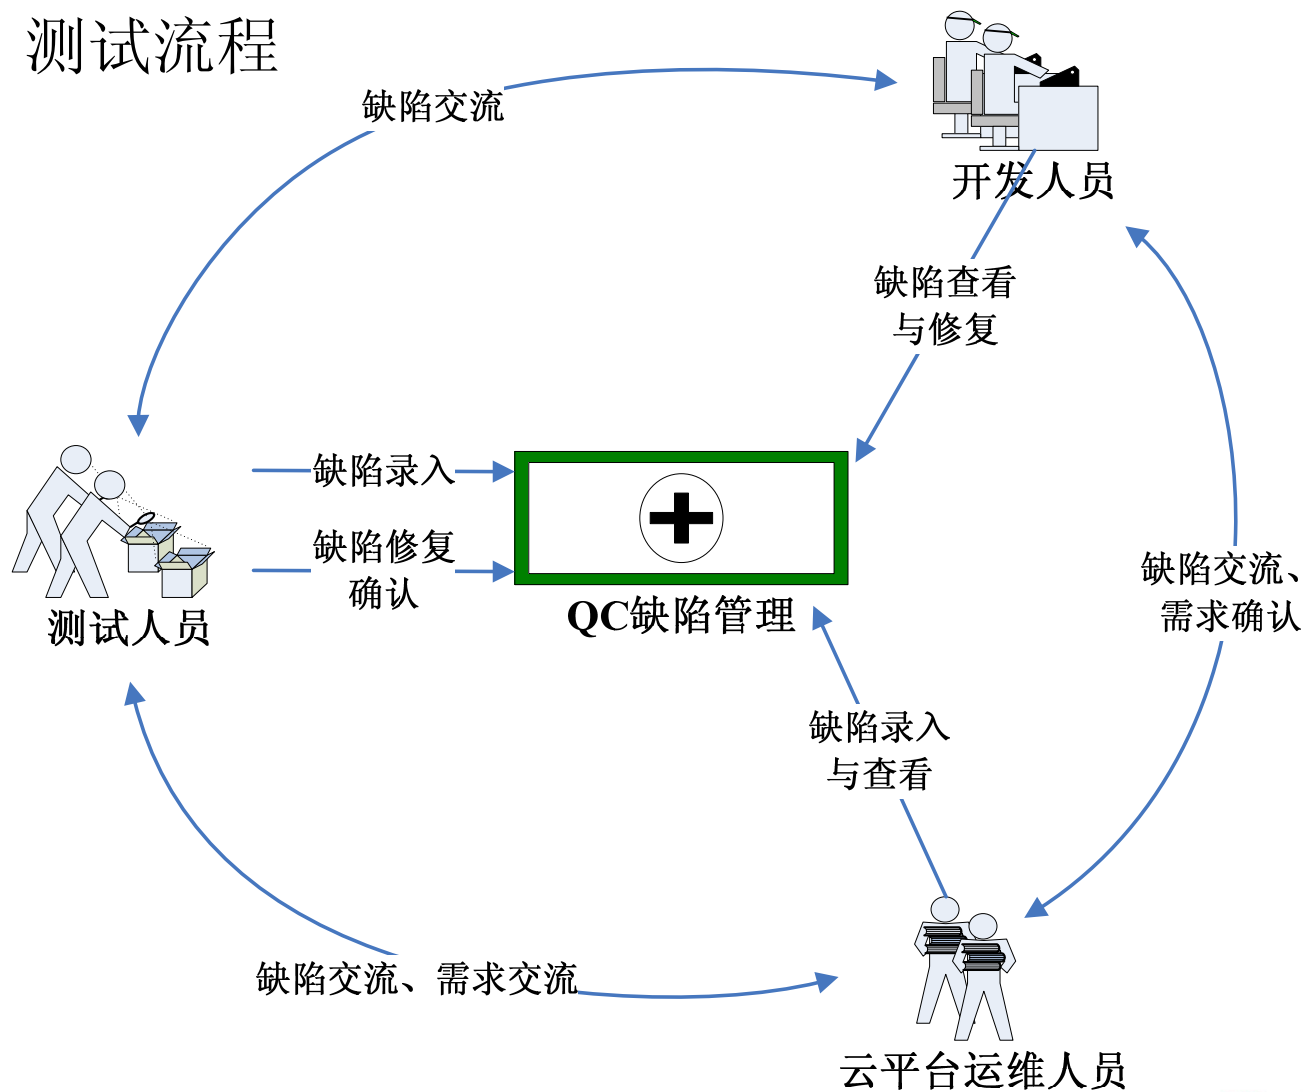 测试流程
缺陷交流
开发人员
缺陷查看
与修复
缺陷录入
缺陷修复
确认
测试人员
QC缺陷管理
缺陷交流、
需求确认
缺陷录入
与查看
缺陷交流、需求交流
云平台运维人员